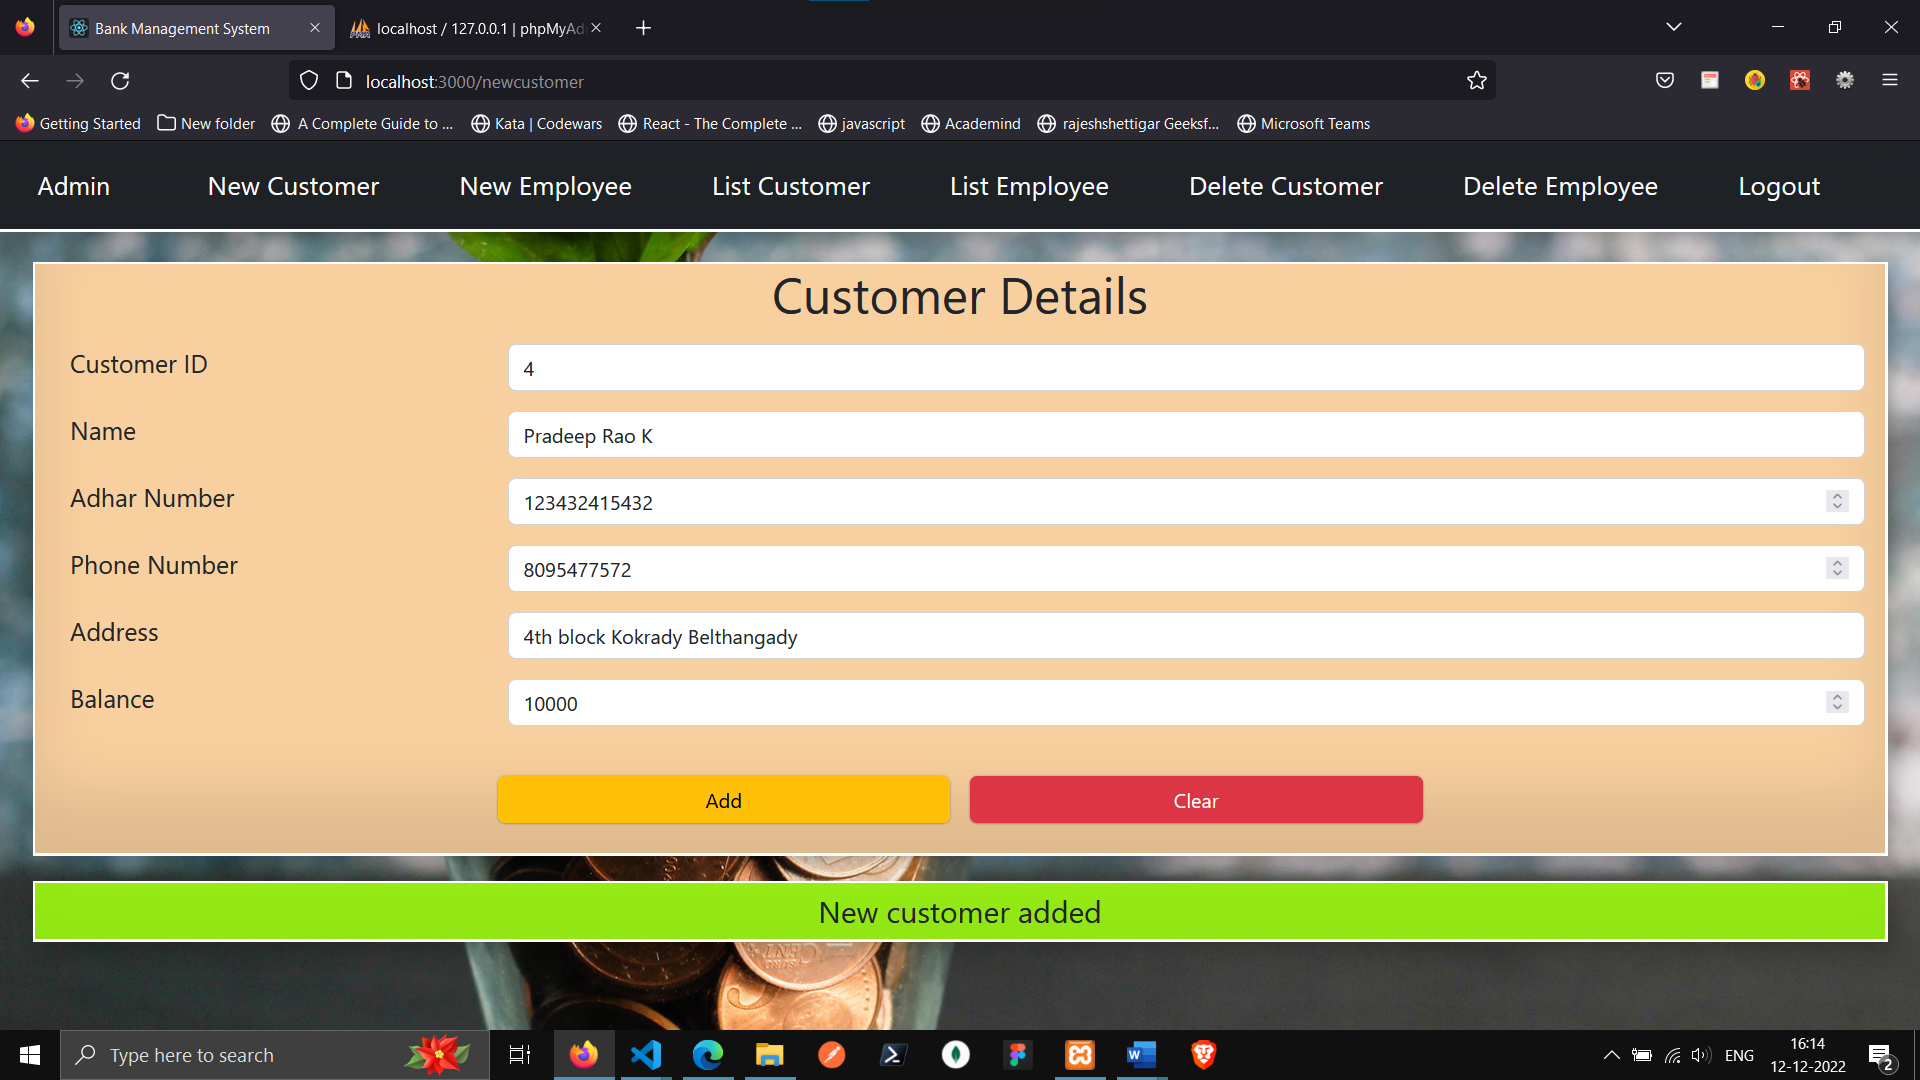 Bank Management System
localhost / 127.0.0.1 | phpMyAd
localhost:3000/newcustomer
Getting Started New folder A Complete Guide to ... Kata | Codewars React - The Complete ... javascript Academind rajeshshettigar Geeksf... Microsoft Teams
Admin New Customer New Employee List Customer List Employee Delete Customer Delete Employee Logout
Customer Details
Customer ID 4
Name Pradeep Rao K
Adhar Number 123432415432
Phone Number 8095477572
Address 4th block Kokrady Belthangady
Balance 10000
Add Clear
New customer added
Type here to search
ENG
16:14
12-12-2022
2